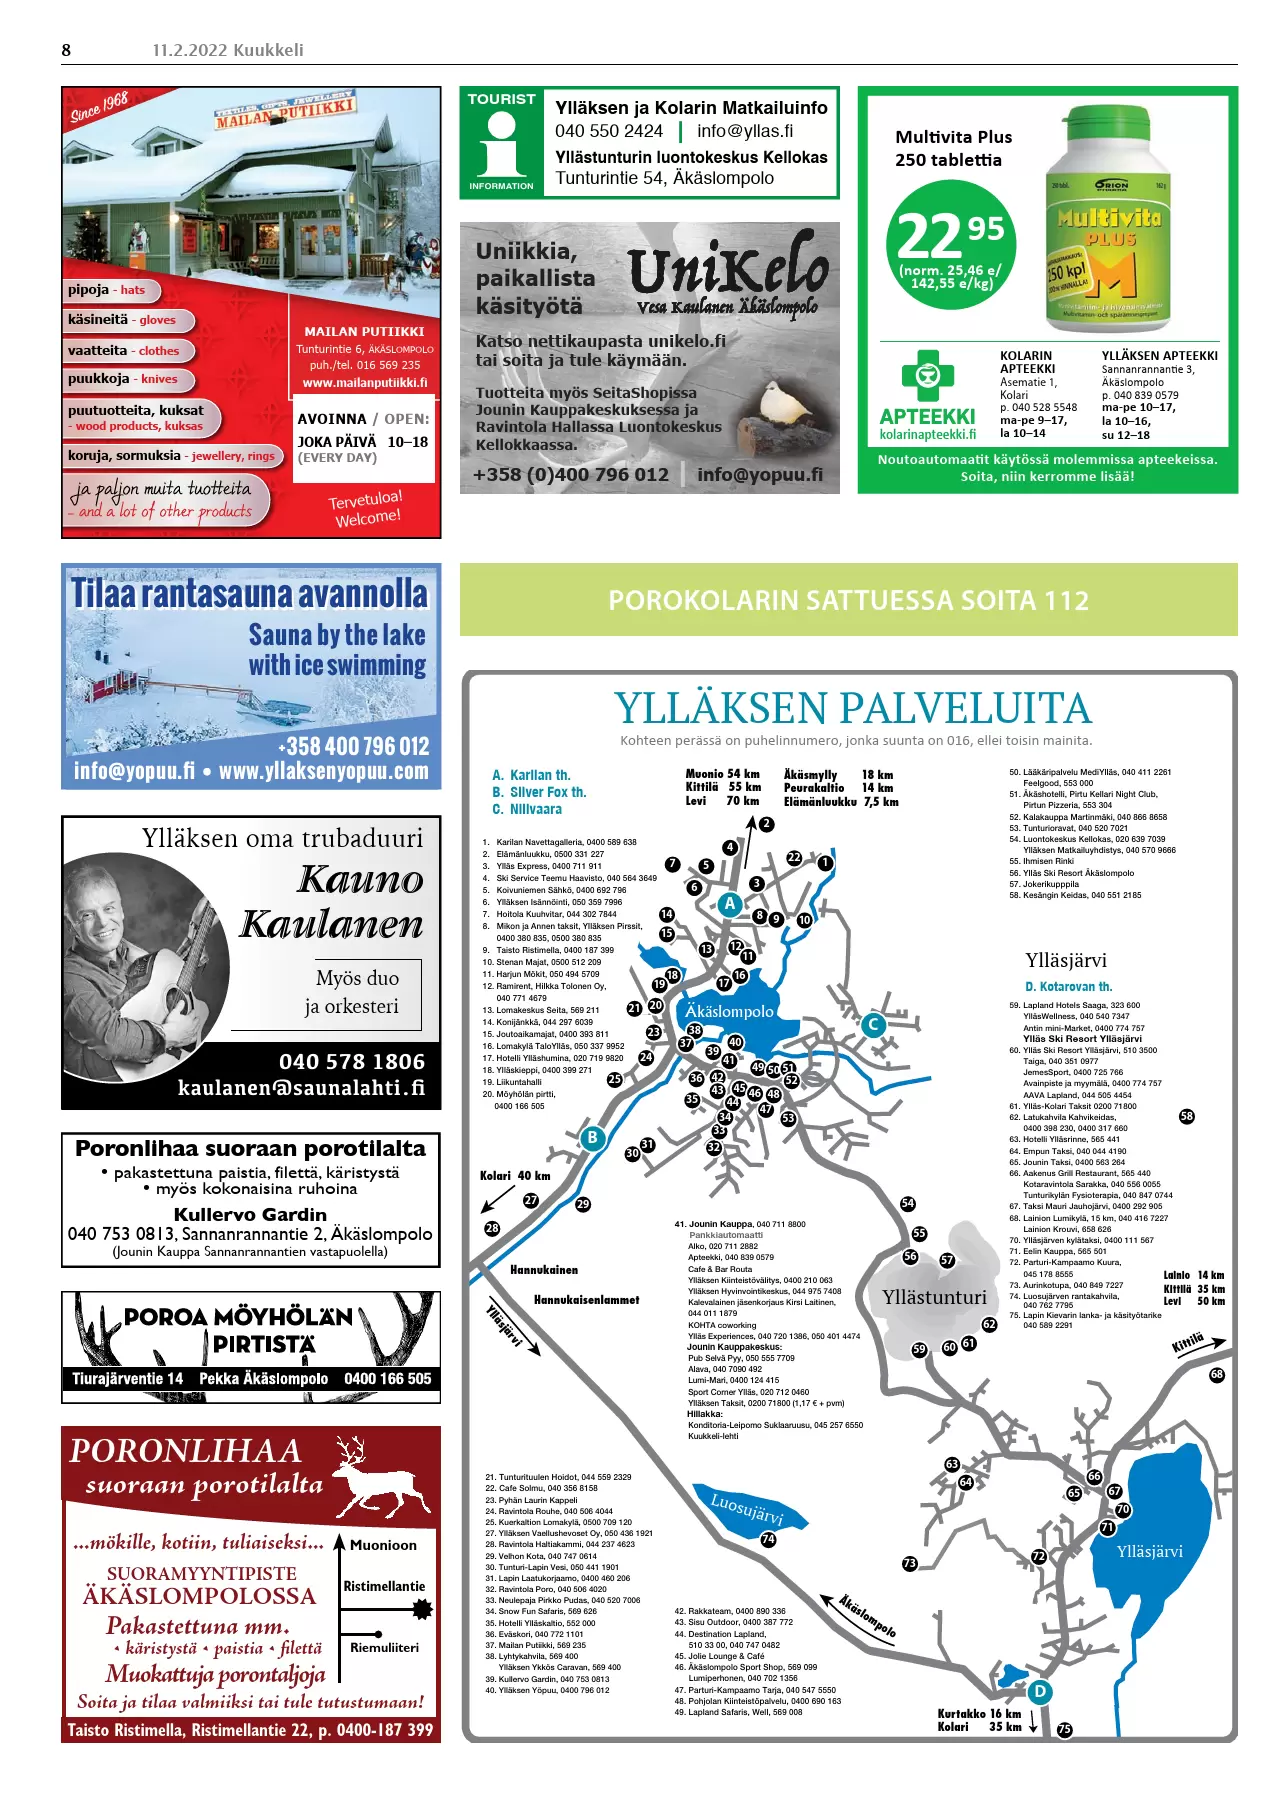 8
11.2.2022 Kuukkeli
Since 1968
TEXTILES, GIFTS, JEWELLERY
MAILAN PUTIIKKI
pipoja - hats
käsineitä - gloves
vaatteita - clothes
puukkoja - knives
puutuotteita, kuksat
- wood products, kuksas
koruja, sormuksia - jewellery, rings
ja paljon muita tuotteita
- and a lot of other products
MAILAN PUTIIKKI
Tunturintie 6, ÄKÄSLOMPOLO
puh./tel. 016 569 235
www.mailanputiikki.fi
AVOINNA / OPEN:
JOKA PÄIVÄ 10–18
(EVERY DAY)
Tervetuloa!
Welcome!
TOURIST
INFORMATION
Ylläksen ja Kolarin Matkailuinfo
040 550 2424 | info@yllas.fi
Yllästunturin luontokeskus Kellokas
Tunturintie 54, Äkäslompolo
Uniikkia,
paikallista
käsityötä
UniKelo
Vesa Kaulanen Äkäslompolo
Katso nettikaupasta unikelo.fi
tai soita ja tule käymään.
Tuotteita myös SeitaShopissa
Jounin Kauppakeskuksessa ja
Ravintola Hallassa Luontokeskus
Kellokkaassa.
+358 (0)400 796 012 | info@yopuu.fi
Multivita Plus
250 tablettia
22 95
(norm. 25,46 e/
142,55 e/kg)
250 tabl.
ORION
PHARMA
162 g
Multivita
PLUS
250 kpl
M
APTEEKKI
kolarinapteekki.fi
KOLARIN
APTEEKKI
Asematie 1,
Kolari
p. 040 528 5548
ma-pe 9–17,
la 10–14
YLLÄKSEN APTEEKKI
Sannanrannantie 3,
Äkäslompolo
p. 040 839 0579
ma-pe 10–17,
la 10–16,
su 12–18
Noutoautomaatit käytössä molemmissa apteekeissa.
Soita, niin kerromme lisää!
Tilaa rantasauna avannolla
Sauna by the lake
with ice swimming
+358 400 796 012
info@yopuu.fi • www.yllaksenyopuu.com
Ylläksen oma trubaduuri
Kauno
Kaulanen
Myös duo
ja orkesteri
040 578 1806
kaulanen@saunalahti.fi
Poronlihaa suoraan porotilalta
• pakastettuna paistia, filettä, käristystä
• myös kokonaisina ruhoina
Kullervo Gardin
040 753 0813, Sannanrannantie 2, Äkäslompolo
(Jounin Kauppa Sannanrannantien vastapuolella)
POROA MÖYHÖLÄN
PIRTISTÄ
Tiurajärventie 14 Pekka Äkäslompolo 0400 166 505
PORONLIHAA
suoraan porotilalta
...mökille, kotiin, tuliaiseksi...
SUORAMYYNTIPISTE
ÄKÄSLOMPOLOSSA
Pakastettuna mm.
• käristystä • paistia • filettä
Muokattuja porontaljoja
Soita ja tilaa valmiiksi tai tule tutustumaan!
Muonioon
Ristimellantie
Riemuliiteri
Taisto Ristimella, Ristimellantie 22, p. 0400-187 399
POROKOLARIN SATTUESSA SOITA 112
YLLÄKSEN PALVELUITA
Kohteen perässä on puhelinnumero, jonka suunta on 016, ellei toisin mainita.
A. Karilan th.
B. Silver Fox th.
C. Niilivaara
Muonio 54 km
Kittilä 55 km
Levi 70 km
Äkäsmylly 18 km
Peurakaltio 14 km
Elämänluukku 7,5 km
1. Karilan Navettagalleria, 0400 589 638
2. Elämänluukku, 0500 331 227
3. Ylläs Express, 0400 711 911
4. Ski Service Teemu Haavisto, 040 564 3649
5. Koivuniemen Sähkö, 0400 692 796
6. Ylläksen Isännöinti, 050 359 7996
7. Hoitola Kuuhvitar, 044 302 7844
8. Mikon ja Annen taksit, Ylläksen Pirssit,
0400 380 835, 0500 380 835
9. Taisto Ristimella, 0400 187 399
10. Stenan Majat, 0500 512 209
11. Harjun Mökit, 050 494 5709
12. Ramirent, Hilkka Tolonen Oy,
040 771 4679
13. Lomakeskus Seita, 569 211
14. Konijänkkä, 044 297 6039
15. Joutoaikamajat, 0400 393 811
16. Lomakylä TaloYlläs, 050 337 9952
17. Hotelli Ylläshumina, 020 719 9820
18. Ylläskieppi, 0400 399 271
19. Liikuntahalli
20. Möyhölän pirtti,
0400 166 505
50. Lääkäripalvelu MediYlläs, 040 411 2261
Feelgood, 553 000
51. Äkäshotelli, Pirtu Kellari Night Club,
Pirtun Pizzeria, 553 304
52. Kalakauppa Martinmäki, 040 866 8658
53. Tunturioravat, 040 520 7021
54. Luontokeskus Kellokas, 020 639 7039
Ylläksen Matkailuyhdistys, 040 570 9666
55. Ihmisen Rinki
56. Ylläs Ski Resort Äkäslompolo
57. Jokerikupppila
58. Kesängin Keidas, 040 551 2185
Ylläsjärvi
D. Kotarovan th.
59. Lapland Hotels Saaga, 323 600
YlläsWellness, 040 540 7347
Antin mini-Market, 0400 774 757
Ylläs Ski Resort Ylläsjärvi
60. Ylläs Ski Resort Ylläsjärvi, 510 3500
Taiga, 040 351 0977
JemesSport, 0400 725 766
Avainpiste ja myymälä, 0400 774 757
AAVA Lapland, 044 505 4454
61. Ylläs-Kolari Taksit 0200 71800
62. Latukahvila Kahvikeidas,
0400 398 230, 0400 317 660
63. Hotelli Ylläsrinne, 565 441
64. Empun Taksi, 040 044 4190
65. Jounin Taksi, 0400 563 264
66. Aakenus Grill Restaurant, 565 440
Kotaravintola Sarakka, 040 556 0055
Tunturikylän Fysioterapia, 040 847 0744
67. Taksi Mauri Jauhojärvi, 0400 292 905
68. Lainion Lumikylä, 15 km, 040 416 7227
Lainion Krouvi, 658 626
70. Ylläsjärven kylätaksi, 0400 111 567
71. Eelin Kauppa, 565 501
72. Parturi-Kampaamo Kuura,
045 178 8555
73. Aurinkotupa, 040 849 7227
74. Luosujärven rantakahvila,
040 762 7795
75. Lapin Kievarin lanka- ja käsityötarike
040 589 2291
Lainio 14 km
Kittilä 35 km
Levi 50 km
Kittilä
Äkäslompolo
Kolari 40 km
Hannukainen
Hannukaisenlammet
Ylläsjärvi
Yllästunturi
Luosujärvi
Ylläsjärvi
Äkäslompolo
Kurtakko 16 km
Kolari 35 km
41. Jounin Kauppa, 040 711 8800
Pankkiautomaatti
Alko, 020 711 2882
Apteekki, 040 839 0579
Cafe & Bar Routa
Ylläksen Kiinteistövälitys, 0400 210 063
Ylläksen Hyvinvointikeskus, 044 975 7408
Kalevalainen jäsenkorjaus Kirsi Laitinen,
044 011 1879
KOHTA coworking
Ylläs Experiences, 040 720 1386, 050 401 4474
Jounin Kauppakeskus:
Pub Selvä Pyy, 050 555 7709
Alava, 040 7090 492
Lumi-Mari, 0400 124 415
Sport Corner Ylläs, 020 712 0460
Ylläksen Taksit, 0200 71800 (1,17 € + pvm)
Hillakka:
Konditoria-Leipomo Suklaaruusu, 045 257 6550
Kuukkeli-lehti
21. Tunturituulen Hoidot, 044 559 2329
22. Cafe Solmu, 040 356 8158
23. Pyhän Laurin Kappeli
24. Ravintola Rouhe, 040 506 4044
25. Kuerkaltion Lomakylä, 0500 709 120
27. Ylläksen Vaellushevoset Oy, 050 436 1921
28. Ravintola Haltiakammi, 044 237 4623
29. Velhon Kota, 040 747 0614
30. Tunturi-Lapin Vesi, 050 441 1901
31. Lapin Laatukorjaamo, 0400 460 206
32. Ravintola Poro, 040 506 4020
33. Neulepaja Pirkko Pudas, 040 520 7006
34. Snow Fun Safaris, 569 626
35. Hotelli Ylläskaltio, 552 000
36. Eväskori, 040 772 1101
37. Mailan Putiikki, 569 235
38. Lyhtykahvila, 569 400
Ylläksen Ykkös Caravan, 569 400
39. Kullervo Gardin, 040 753 0813
40. Ylläksen Yöpuu, 0400 796 012
42. Rakkateam, 0400 890 336
43. Sisu Outdoor, 0400 387 772
44. Destination Lapland,
510 33 00, 040 747 0482
45. Jolie Lounge & Café
46. Äkäslompolo Sport Shop, 569 099
Lumiperhonen, 040 702 1356
47. Parturi-Kampaamo Tarja, 040 547 5550
48. Pohjolan Kiinteistöpalvelu, 0400 690 163
49. Lapland Safaris, Well, 569 008